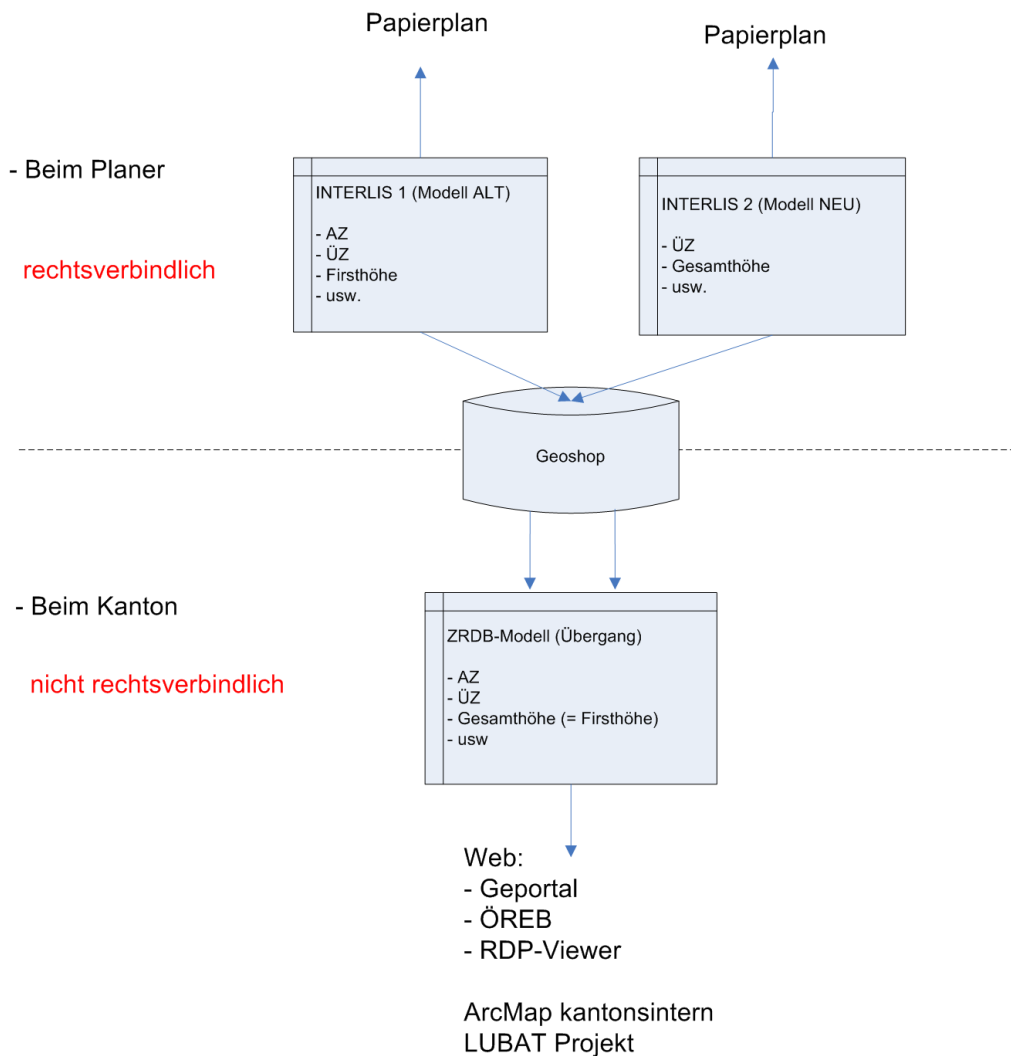 Papierplan
Papierplan
- Beim Planer
rechtsverbindlich
INTERLIS 1 (Modell ALT)
- AZ
- ÜZ
- Firsthöhe
- usw.
INTERLIS 2 (Modell NEU)
- ÜZ
- Gesamthöhe
- usw.
Geoshop
- Beim Kanton
nicht rechtsverbindlich
ZRDB-Modell (Übergang)
- AZ
- ÜZ
- Gesamthöhe (= Firsthöhe)
- usw
Web:
- Geportal
- ÖREB
- RDP-Viewer
ArcMap kantonsintern
LUBAT Projekt